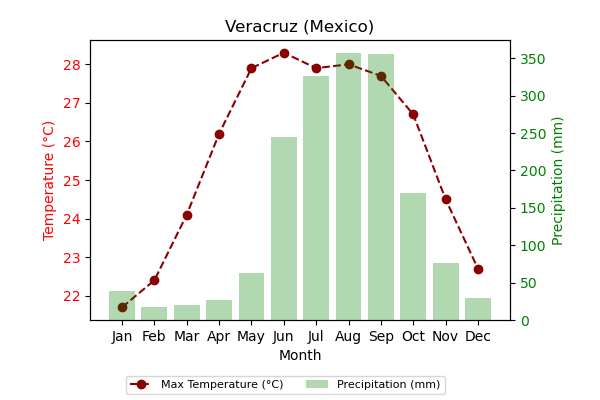 Veracruz (Mexico)
Temperature (°C)
28
27
26
25
24
23
22
350
300
250
200
150
100
50
0
Precipitation (mm)
Jan Feb Mar Apr May Jun Jul Aug Sep Oct Nov Dec
Month
Max Temperature (°C) Precipitation (mm)